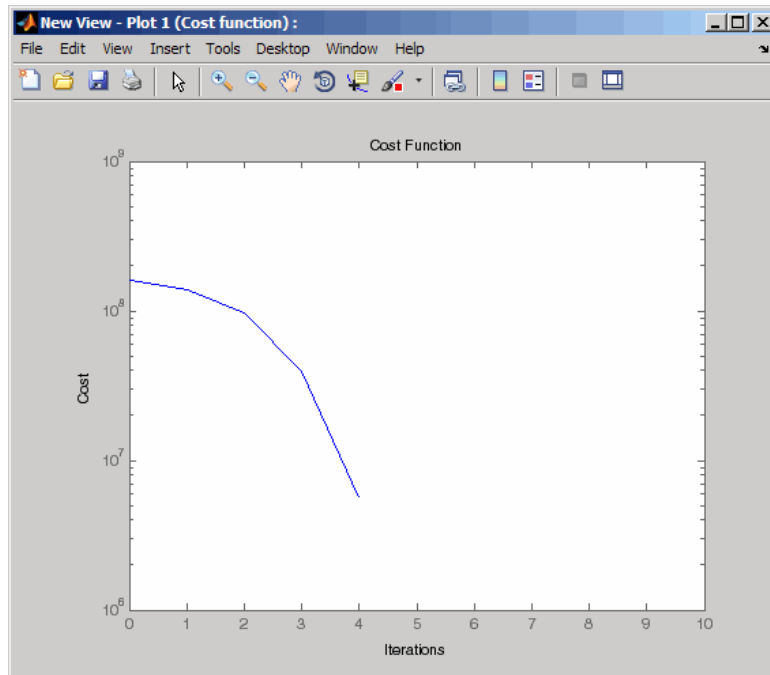 New View - Plot 1 (Cost function) :
File Edit View Insert Tools Desktop Window Help
Cost Function
10^9
10^8
10^7
10^6
Cost
0 1 2 3 4 5 6 7 8 9 10
Iterations